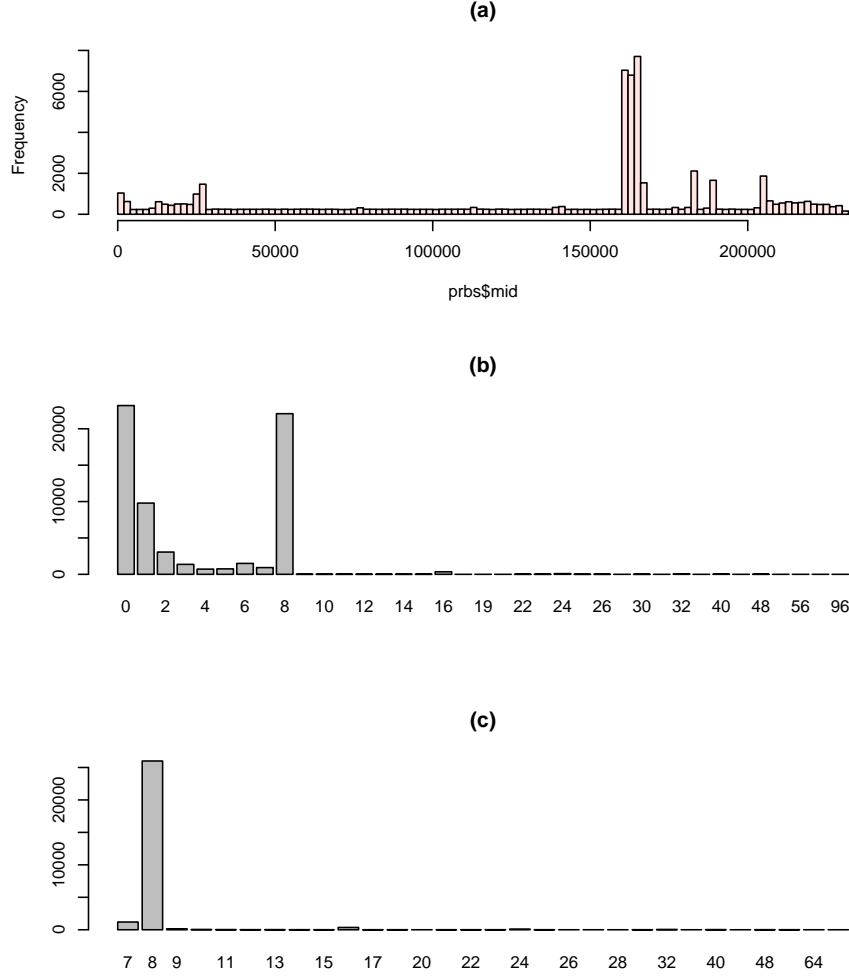 (a)
Frequency
0 2000 6000
0 50000 100000 150000 200000
prbs$mid
(b)
0 10000 20000
0 2 4 6 8 10 12 14 16 19 22 24 26 30 32 40 48 56 96
(c)
0 10000 20000
7 8 9 11 13 15 17 20 22 24 26 28 32 40 48 64